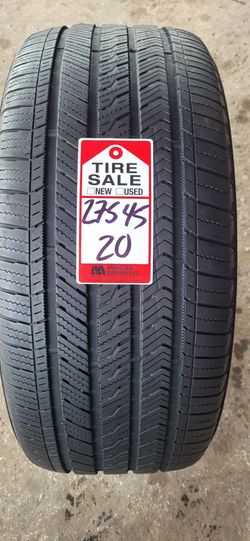 TIRE
SALE
NEW USED
275 45
20
AMERICAN
AUTOMOTIVE